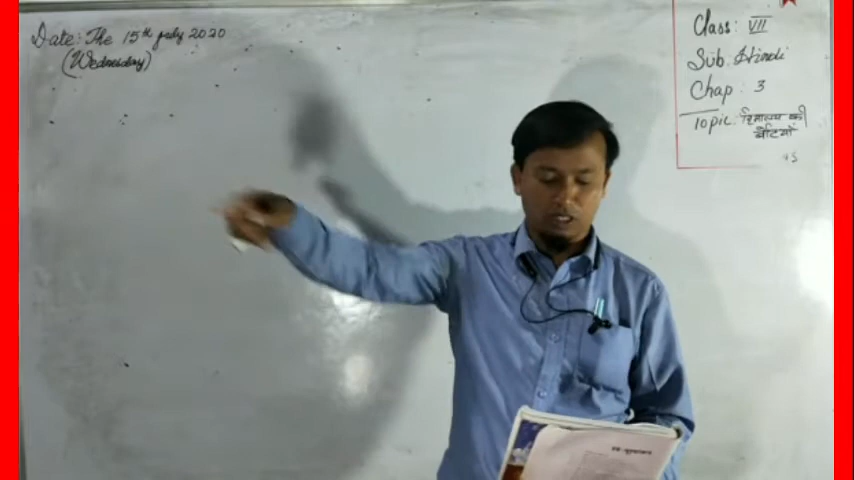 Date: The 15th july 2020
(Wednesday)
Class: VII
Sub: Hindi
Chap: 3
Topic: हिमालय की
बेटियाँ